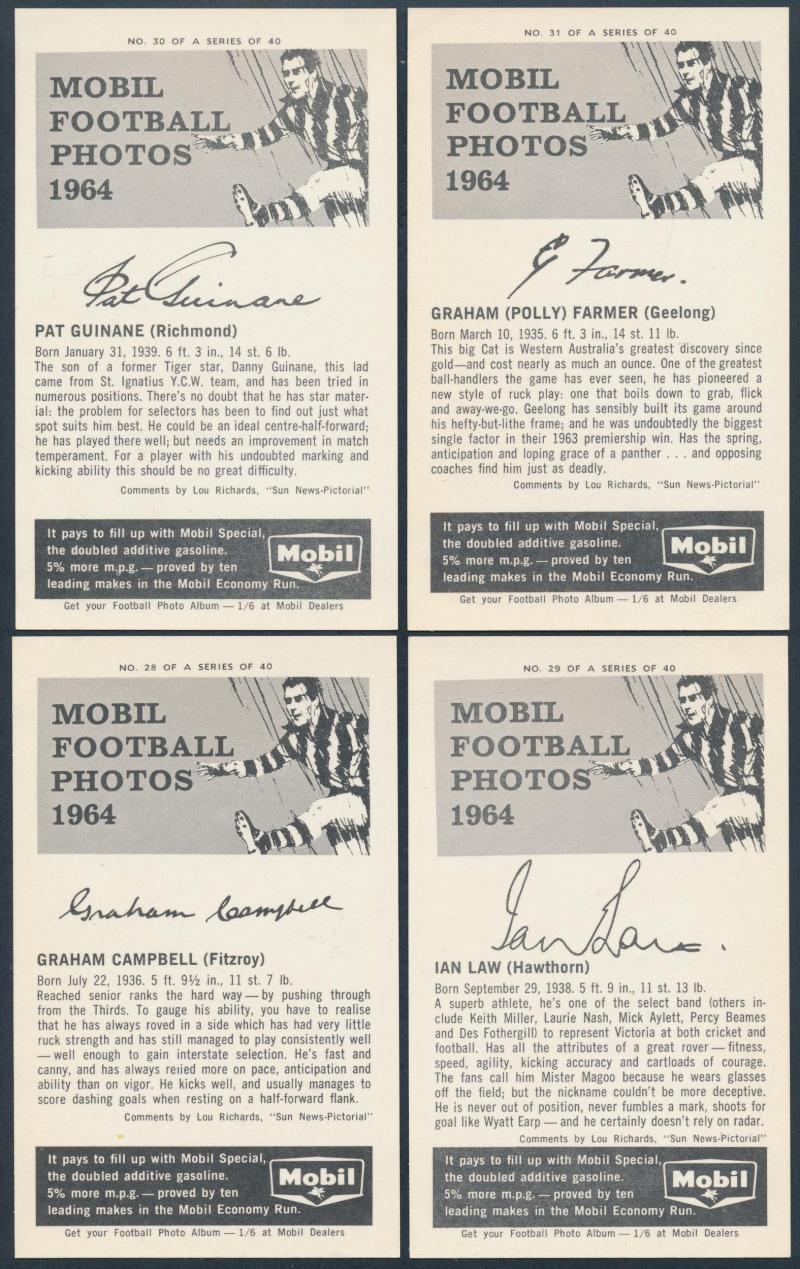 NO. 30 OF A SERIES OF 40
MOBIL
FOOTBALL
PHOTOS
1964
Pat Guinane
PAT GUINANE (Richmond)
Born January 31, 1939. 6 ft. 3 in., 14 st. 6 lb.
The son of a former Tiger star, Danny Guinane, this lad
came from St. Ignatius Y.C.W. team, and has been tried in
numerous positions. There's no doubt that he has star mater-
ial: the problem for selectors has been to find out just what
spot suits him best. He could be an ideal centre-half-forward;
he has played there well; but needs an improvement in match
temperament. For a player with his undoubted marking and
kicking ability this should be no great difficulty.
Comments by Lou Richards, "Sun News-Pictorial"
It pays to fill up with Mobil Special,
the doubled additive gasoline.
5% more m.p.g. — proved by ten
leading makes in the Mobil Economy Run.
Mobil
Get your Football Photo Album — 1/6 at Mobil Dealers
NO. 31 OF A SERIES OF 40
MOBIL
FOOTBALL
PHOTOS
1964
G Farmer.
GRAHAM (POLLY) FARMER (Geelong)
Born March 10, 1935. 6 ft. 3 in., 14 st. 11 lb.
This big Cat is Western Australia's greatest discovery since
gold—and cost nearly as much an ounce. One of the greatest
ball-handlers the game has ever seen, he has pioneered a
new style of ruck play: one that boils down to grab, flick
and away-we-go. Geelong has sensibly built its game around
his hefty-but-lithe frame; and he was undoubtedly the biggest
single factor in their 1963 premiership win. Has the spring,
anticipation and loping grace of a panther . . . and opposing
coaches find him just as deadly.
Comments by Lou Richards, "Sun News-Pictorial"
It pays to fill up with Mobil Special,
the doubled additive gasoline.
5% more m.p.g. — proved by ten
leading makes in the Mobil Economy Run.
Mobil
Get your Football Photo Album — 1/6 at Mobil Dealers
NO. 28 OF A SERIES OF 40
MOBIL
FOOTBALL
PHOTOS
1964
Graham Campbell
GRAHAM CAMPBELL (Fitzroy)
Born July 22, 1936. 5 ft. 9½ in., 11 st. 7 lb.
Reached senior ranks the hard way — by pushing through
from the Thirds. To gauge his ability, you have to realise
that he has always roved in a side which has had very little
ruck strength and has still managed to play consistently well
— well enough to gain interstate selection. He's fast and
canny, and has always relied more on pace, anticipation and
ability than on vigor. He kicks well, and usually manages to
score dashing goals when resting on a half-forward flank.
Comments by Lou Richards, "Sun News-Pictorial"
It pays to fill up with Mobil Special,
the doubled additive gasoline.
5% more m.p.g. — proved by ten
leading makes in the Mobil Economy Run.
Mobil
Get your Football Photo Album — 1/6 at Mobil Dealers
NO. 29 OF A SERIES OF 40
MOBIL
FOOTBALL
PHOTOS
1964
Ian Law.
IAN LAW (Hawthorn)
Born September 29, 1938. 5 ft. 9 in., 11 st. 13 lb.
A superb athlete, he's one of the select band (others in-
clude Keith Miller, Laurie Nash, Mick Aylett, Percy Beames
and Des Fothergill) to represent Victoria at both cricket and
football. Has all the attributes of a great rover — fitness,
speed, agility, kicking accuracy and cartloads of courage.
The fans call him Mister Magoo because he wears glasses
off the field; but the nickname couldn't be more deceptive.
He is never out of position, never fumbles a mark, shoots for
goal like Wyatt Earp — and he certainly doesn't rely on radar.
Comments by Lou Richards, "Sun News-Pictorial"
It pays to fill up with Mobil Special,
the doubled additive gasoline.
5% more m.p.g. — proved by ten
leading makes in the Mobil Economy Run.
Mobil
Get your Football Photo Album — 1/6 at Mobil Dealers